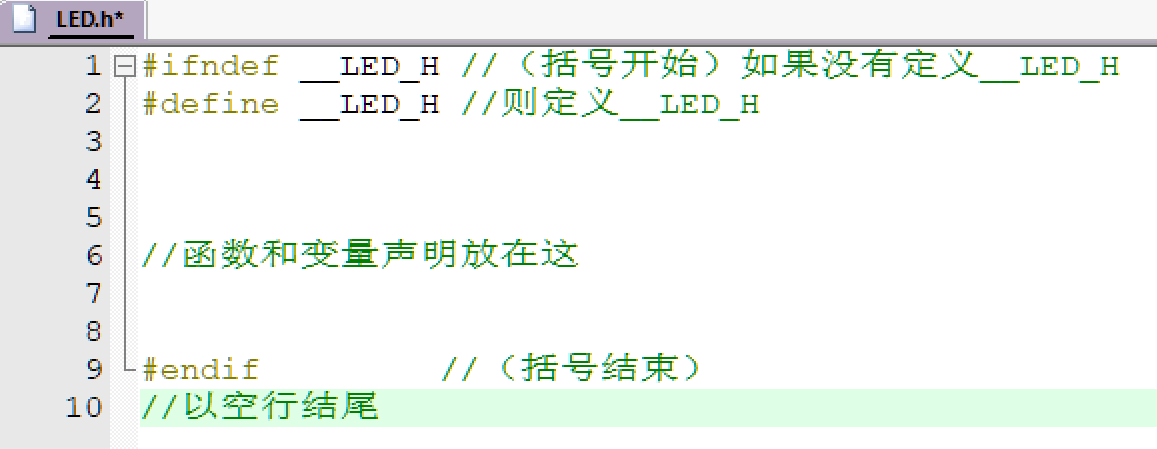 LED.h*
1 #ifndef __LED_H //（括号开始）如果没有定义__LED_H
2 #define __LED_H //则定义__LED_H
3
4
5
6 //函数和变量声明放在这
7
8
9 #endif //（括号结束）
10 //以空行结尾